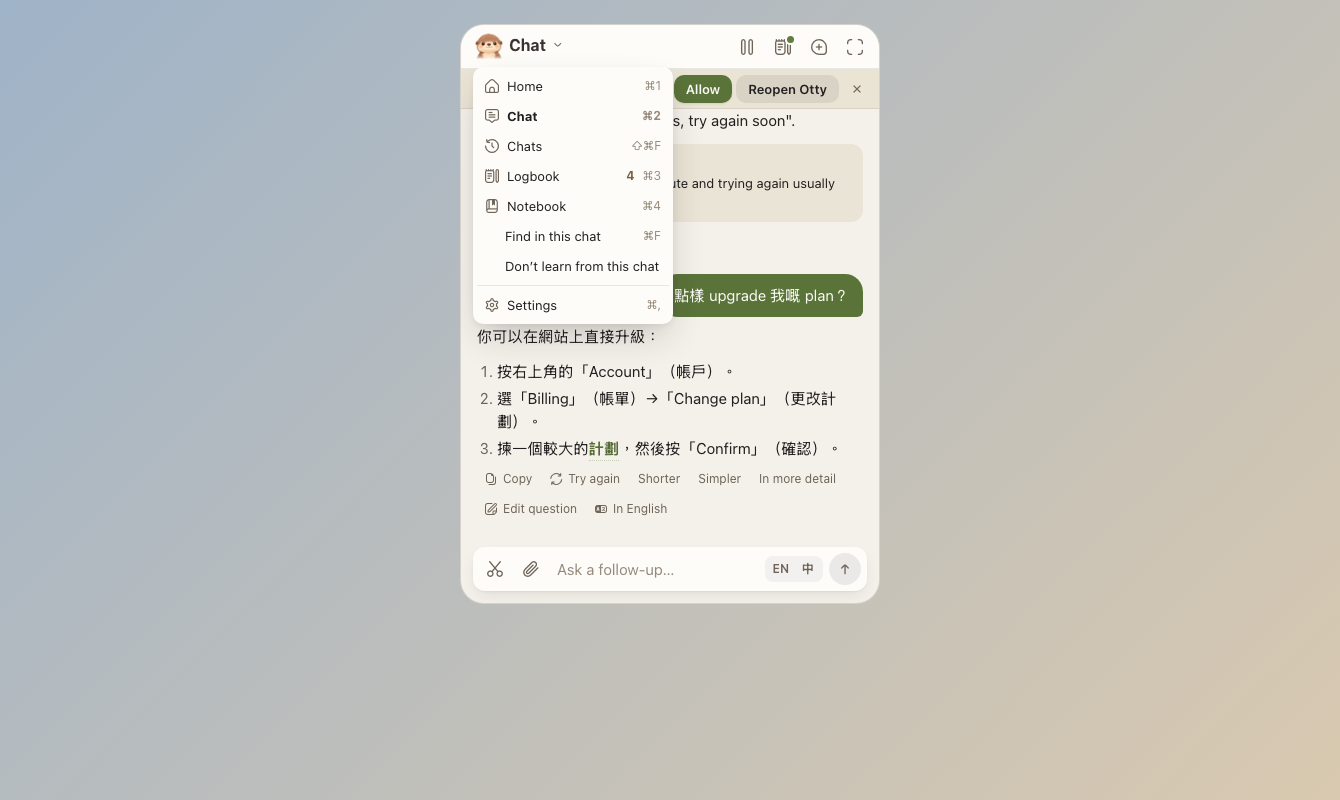 Chat
Home ⌘1
Chat ⌘2
Chats ⇧⌘F
Logbook 4 ⌘3
Notebook ⌘4
Find in this chat ⌘F
Don’t learn from this chat
Settings ⌘,
Allow Reopen Otty ×
, try again soon".
and trying again usually
點樣 upgrade 我嘅 plan？
你可以在網站上直接升級：
1. 按右上角的「Account」（帳戶）。
2. 選「Billing」（帳單）→「Change plan」（更改計
劃）。
3. 揀一個較大的計劃，然後按「Confirm」（確認）。
Copy Try again Shorter Simpler In more detail
Edit question In English
Ask a follow-up... EN 中